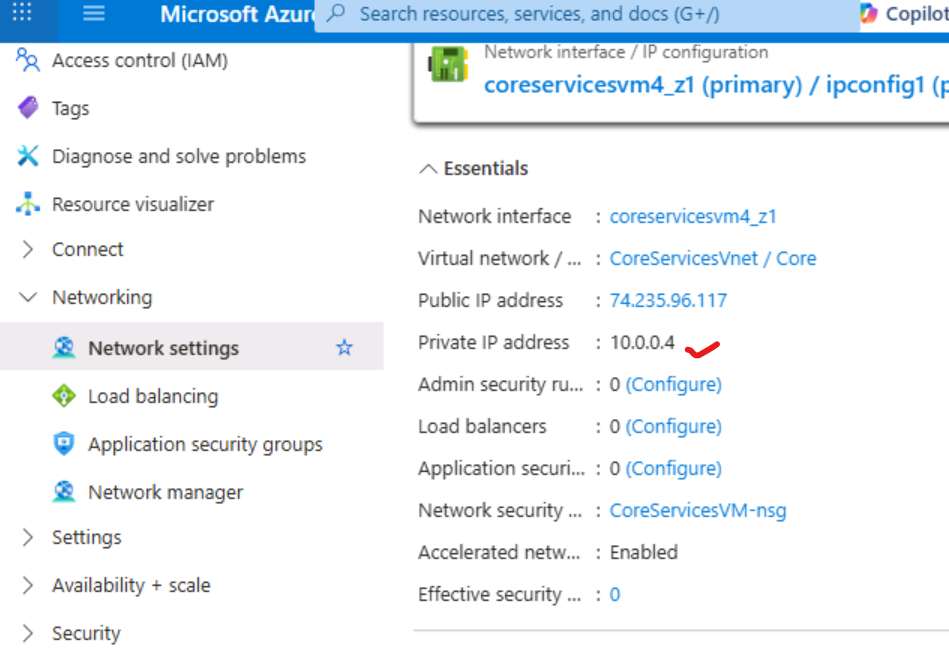 Microsoft Azur
Search resources, services, and docs (G+/)
Copilot
Access control (IAM)
Tags
Diagnose and solve problems
Resource visualizer
Connect
Networking
Network settings
Load balancing
Application security groups
Network manager
Settings
Availability + scale
Security
Network interface / IP configuration
coreservicesvm4_z1 (primary) / ipconfig1 (p
Essentials
Network interface : coreservicesvm4_z1
Virtual network / ... : CoreServicesVnet / Core
Public IP address : 74.235.96.117
Private IP address : 10.0.0.4
Admin security ru... : 0 (Configure)
Load balancers : 0 (Configure)
Application securi... : 0 (Configure)
Network security ... : CoreServicesVM-nsg
Accelerated netw... : Enabled
Effective security ... : 0